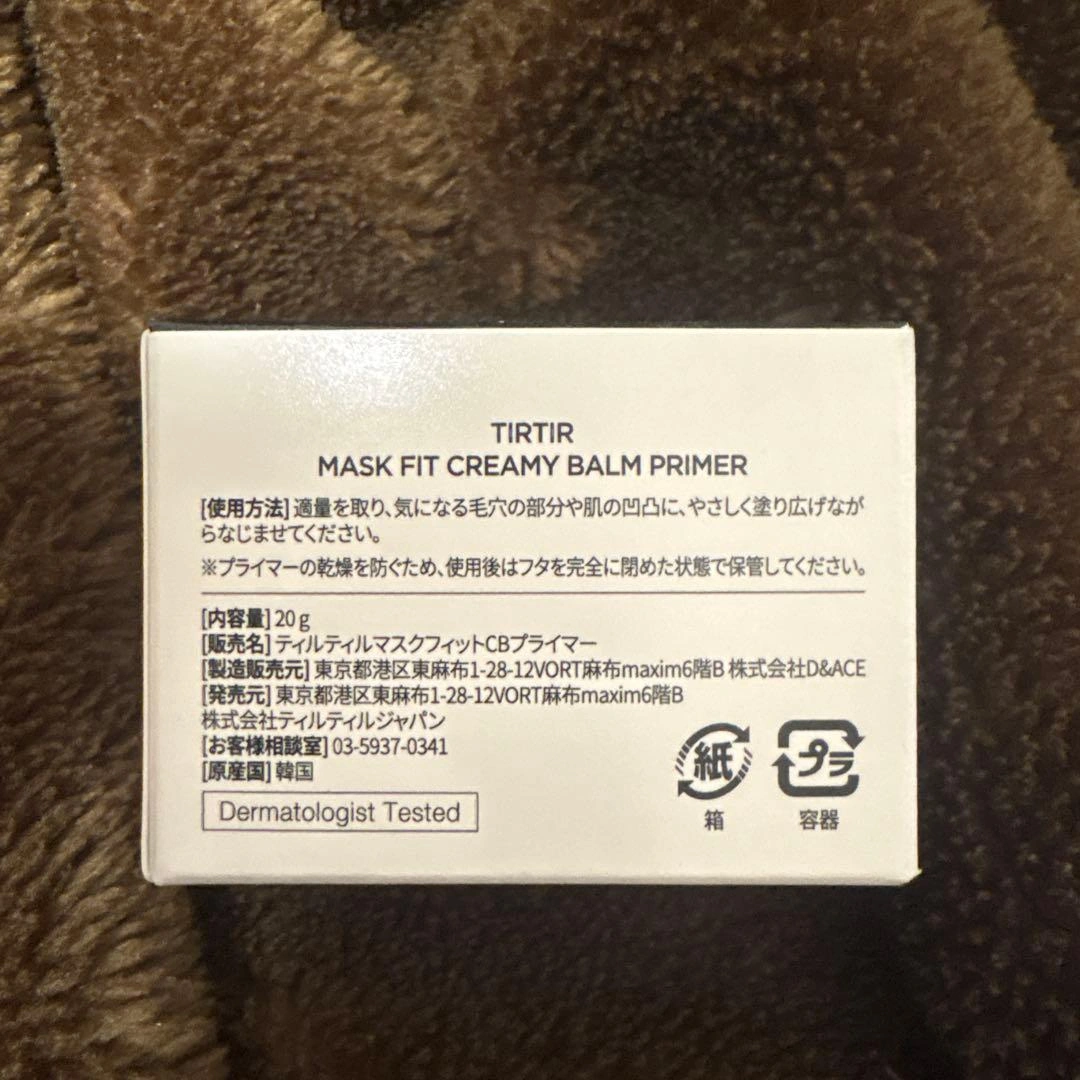 TIRTIR
MASK FIT CREAMY BALM PRIMER
[使用方法] 適量を取り、気になる毛穴の部分や肌の凹凸に、やさしく塗り広げなが
らなじませてください。
※プライマーの乾燥を防ぐため、使用後はフタを完全に閉めた状態で保管してください。
[内容量] 20 g
[販売名] ティルティルマスクフィットCBプライマー
[製造販売元] 東京都港区東麻布1-28-12VORT麻布maxim6階B 株式会社D&ACE
[発売元] 東京都港区東麻布1-28-12VORT麻布maxim6階B
株式会社ティルティルジャパン
[お客様相談室] 03-5937-0341
[原産国] 韓国
Dermatologist Tested
紙 プラ
箱 容器